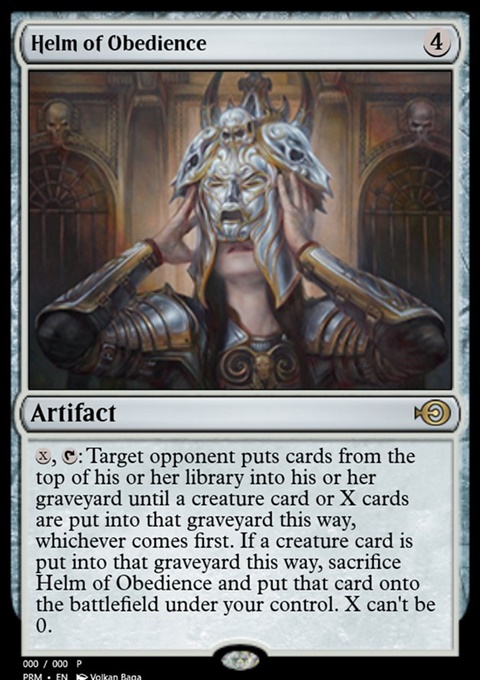 Helm of Obedience 4
Artifact
X, T: Target opponent puts cards from the
top of his or her library into his or her
graveyard until a creature card or X cards
are put into that graveyard this way,
whichever comes first. If a creature card is
put into that graveyard this way, sacrifice
Helm of Obedience and put that card onto
the battlefield under your control. X can't be
0.
000 / 000 P
PRM • EN Volkan Baga